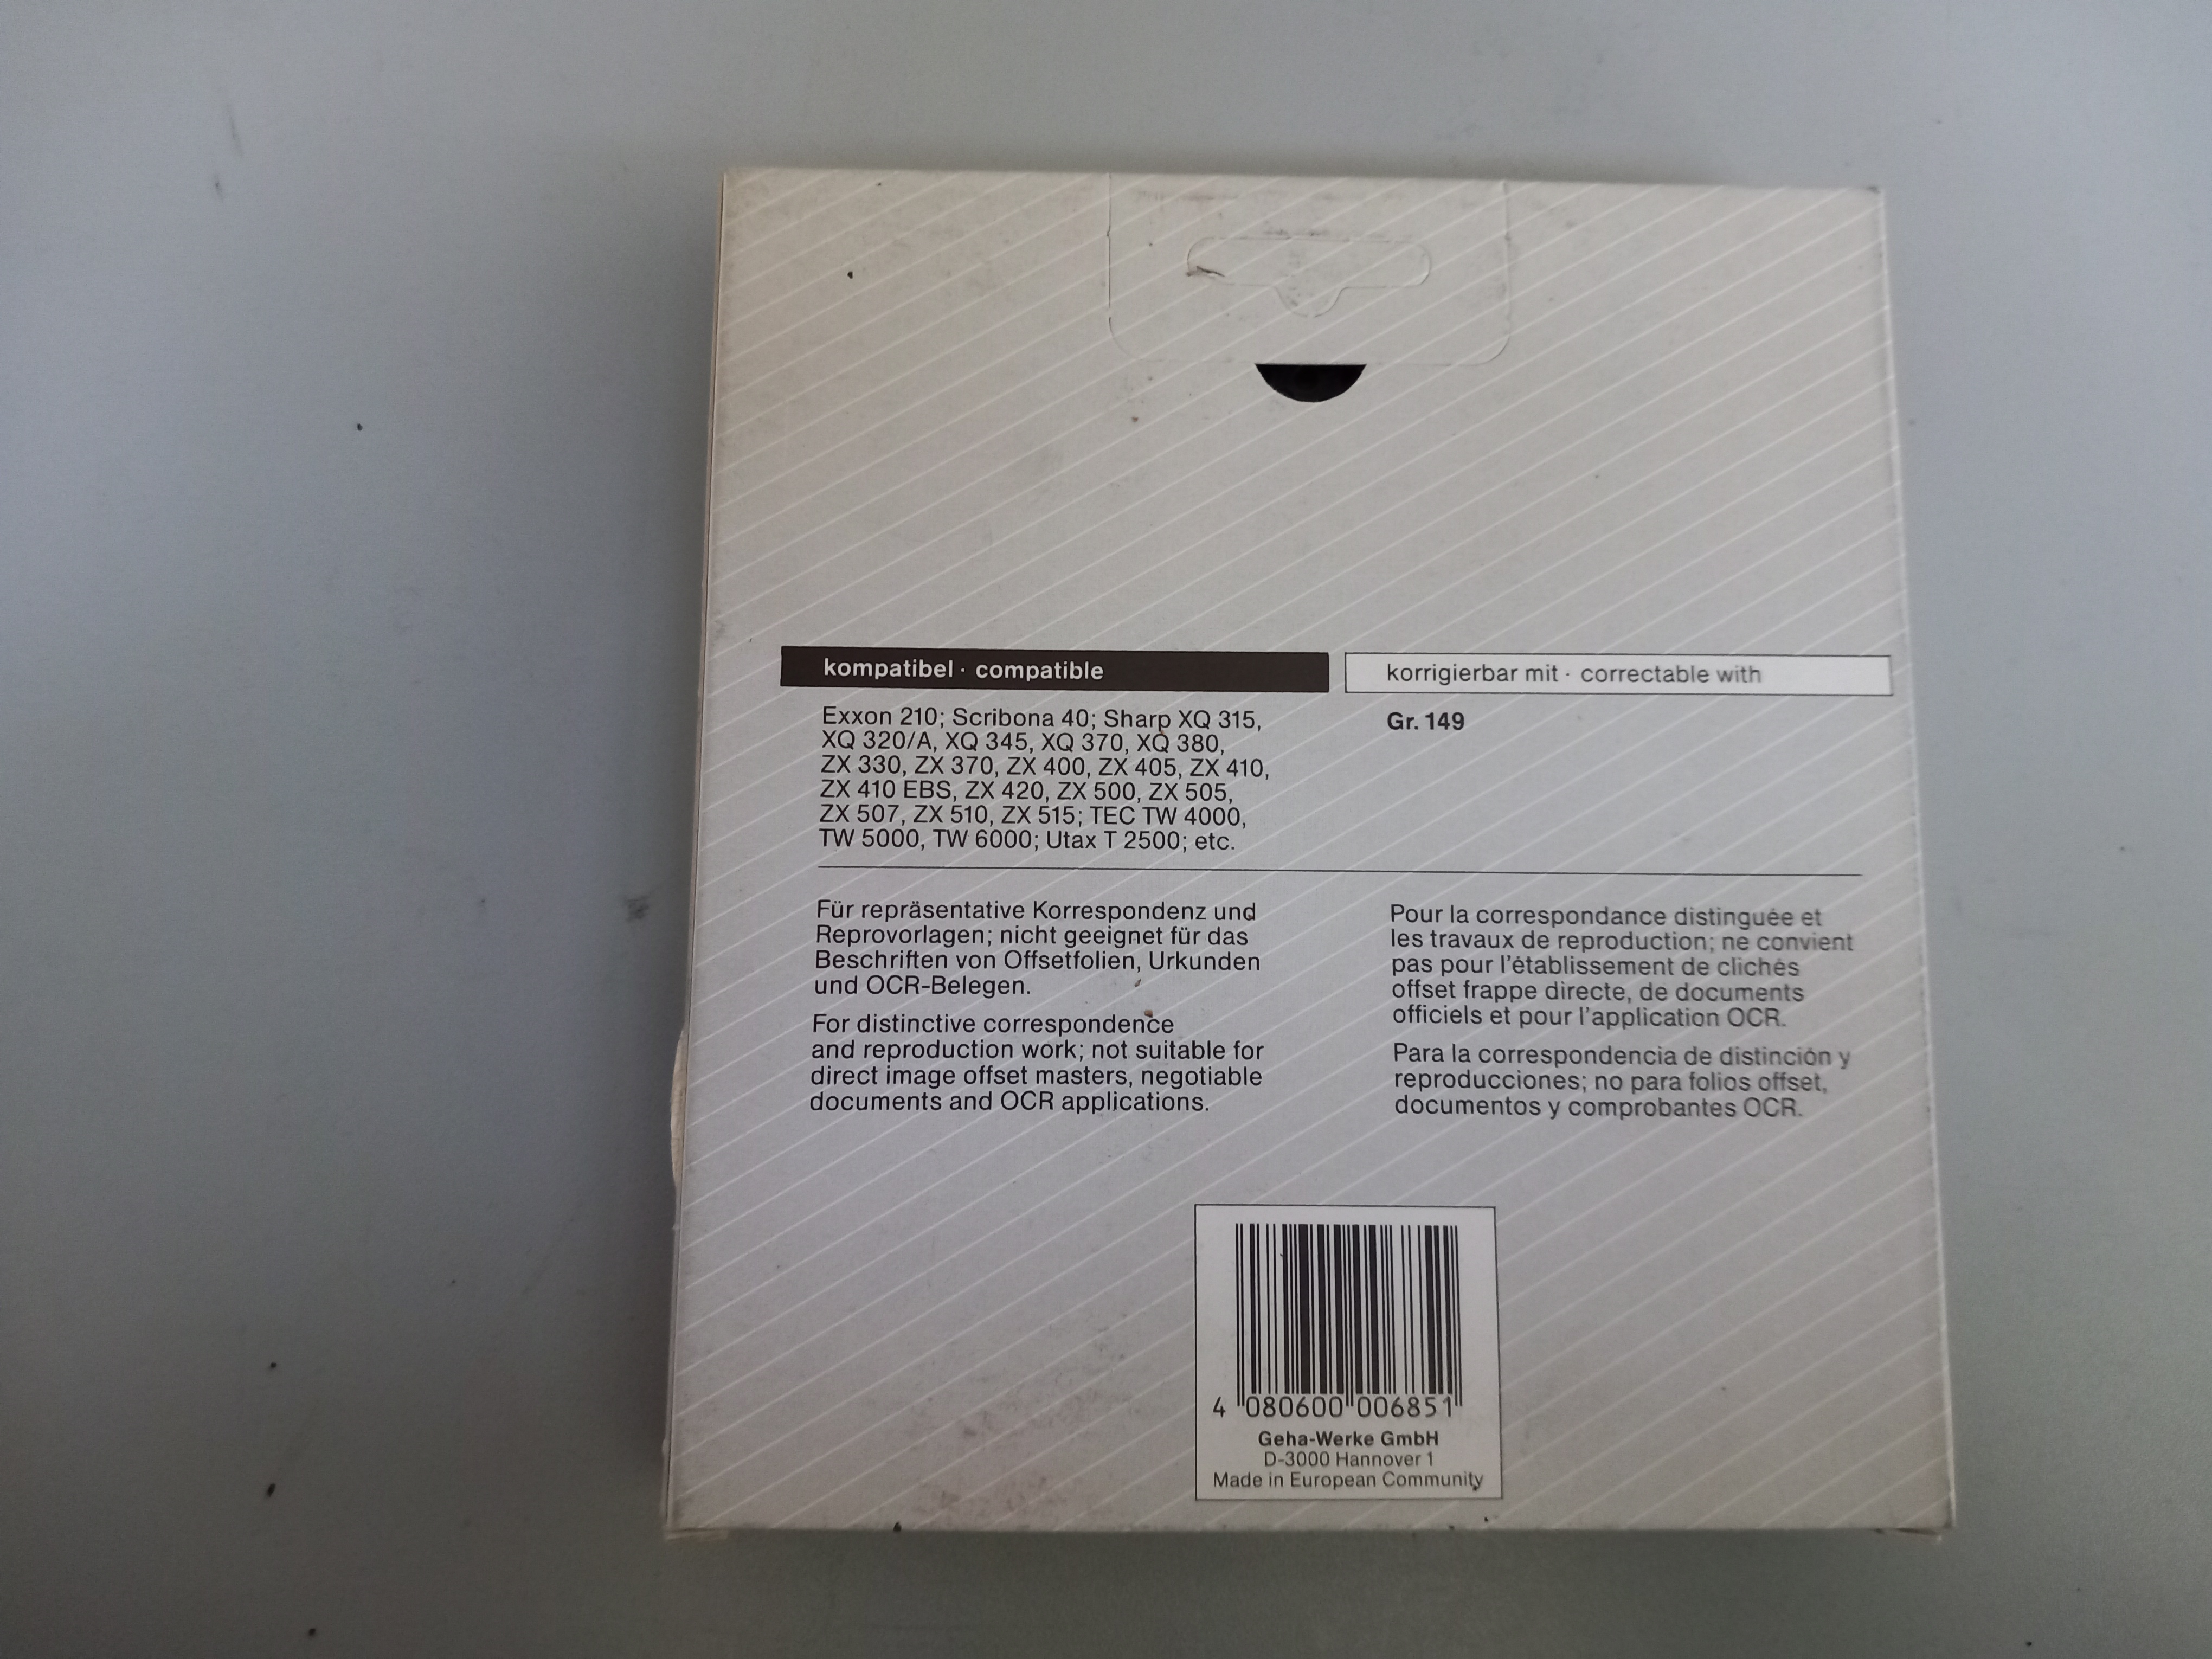 kompatibel · compatible
korrigierbar mit · correctable with
Exxon 210; Scribona 40; Sharp XQ 315,
XQ 320/A, XQ 345, XQ 370, XQ 380,
ZX 330, ZX 370, ZX 400, ZX 405, ZX 410,
ZX 410 EBS, ZX 420, ZX 500, ZX 505,
ZX 507, ZX 510, ZX 515; TEC TW 4000,
TW 5000, TW 6000; Utax T 2500; etc.
Gr. 149
Für repräsentative Korrespondenz und
Reprovorlagen; nicht geeignet für das
Beschriften von Offsetfolien, Urkunden
und OCR-Belegen.
For distinctive correspondence
and reproduction work; not suitable for
direct image offset masters, negotiable
documents and OCR applications.
Pour la correspondance distinguée et
les travaux de reproduction; ne convient
pas pour l'établissement de clichés
offset frappe directe, de documents
officiels et pour l'application OCR.
Para la correspondencia de distinción y
reproducciones; no para folios offset,
documentos y comprobantes OCR.
4 080600 006851
Geha-Werke GmbH
D-3000 Hannover 1
Made in European Community